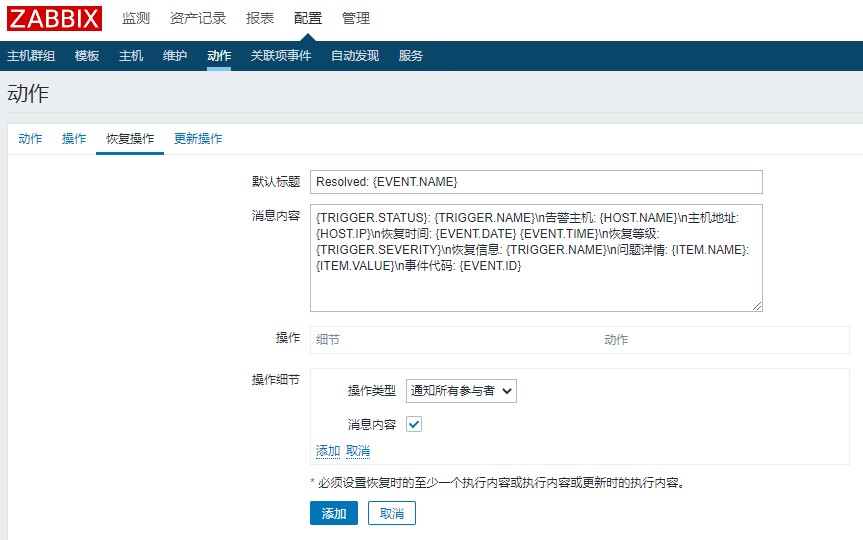 ZABBIX 监测 资产记录 报表 配置 管理
主机群组 模板 主机 维护 动作 关联项事件 自动发现 服务
动作
动作 操作 恢复操作 更新操作
默认标题 Resolved: {EVENT.NAME}
消息内容 {TRIGGER.STATUS}: {TRIGGER.NAME}\n告警主机: {HOST.NAME}\n主机地址:
{HOST.IP}\n恢复时间: {EVENT.DATE} {EVENT.TIME}\n恢复等级:
{TRIGGER.SEVERITY}\n恢复信息: {TRIGGER.NAME}\n问题详情: {ITEM.NAME}:
{ITEM.VALUE}\n事件代码: {EVENT.ID}
操作 细节 动作
操作细节
操作类型 通知所有参与者
消息内容
添加 取消
* 必须设置恢复时的至少一个执行内容或执行内容或更新时的执行内容。
添加 取消